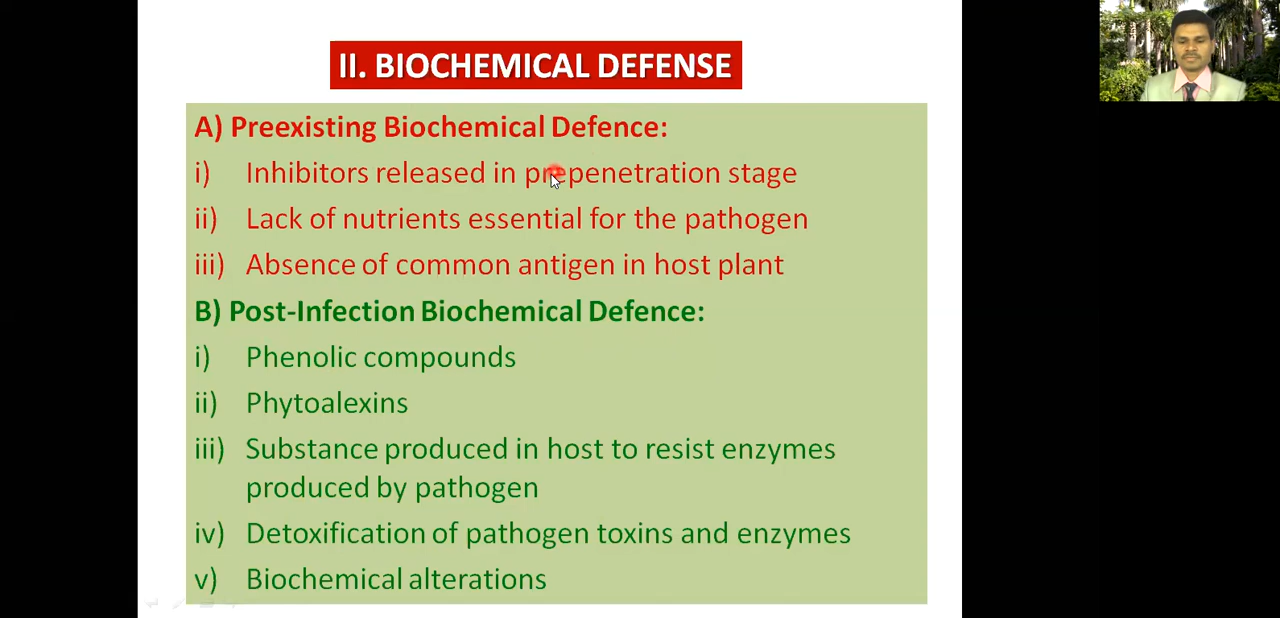 II. BIOCHEMICAL DEFENSE
A) Preexisting Biochemical Defence:
i) Inhibitors released in prepenetration stage
ii) Lack of nutrients essential for the pathogen
iii) Absence of common antigen in host plant
B) Post-Infection Biochemical Defence:
i) Phenolic compounds
ii) Phytoalexins
iii) Substance produced in host to resist enzymes
produced by pathogen
iv) Detoxification of pathogen toxins and enzymes
v) Biochemical alterations